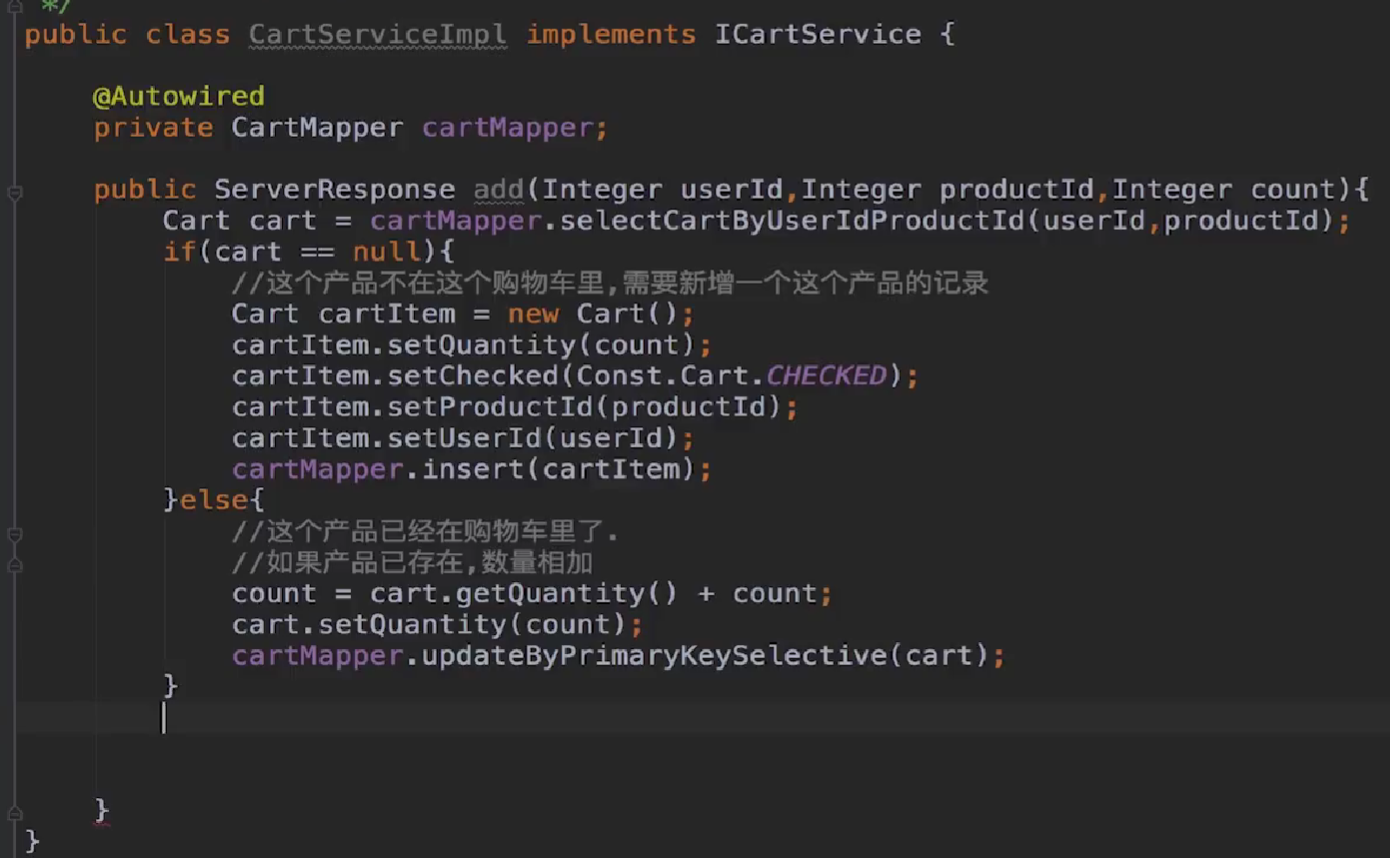 */
public class CartServiceImpl implements ICartService {
@Autowired
private CartMapper cartMapper;
public ServerResponse add(Integer userId,Integer productId,Integer count){
Cart cart = cartMapper.selectCartByUserIdProductId(userId,productId);
if(cart == null){
//这个产品不在这个购物车里,需要新增一个这个产品的记录
Cart cartItem = new Cart();
cartItem.setQuantity(count);
cartItem.setChecked(Const.Cart.CHECKED);
cartItem.setProductId(productId);
cartItem.setUserId(userId);
cartMapper.insert(cartItem);
}else{
//这个产品已经在购物车里了.
//如果产品已存在,数量相加
count = cart.getQuantity() + count;
cart.setQuantity(count);
cartMapper.updateByPrimaryKeySelective(cart);
}
}
}